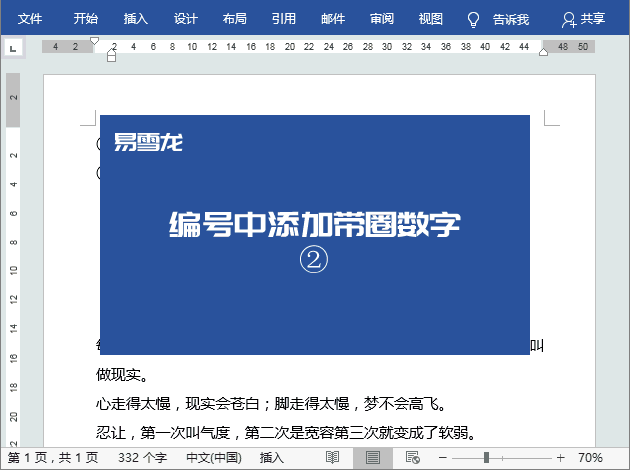 文件 开始 插入 设计 布局 引用 邮件 审阅 视图 告诉我 共享
L 4 2 2 4 6 8 10 12 14 16 18 20 22 24 26 28 30 32 34 36 38 40 42 44 48 50
2
2
4
6
8
10
12
14
16
18
20
22
易雪龙
编号中添加带圈数字
②
叫
做现实。
心走得太慢，现实会苍白；脚走得太慢，梦不会高飞。
忍让，第一次叫气度，第二次是宽容第三次就变成了软弱。
第 1 页，共 1 页 332 个字 中文(中国) 插入 70%